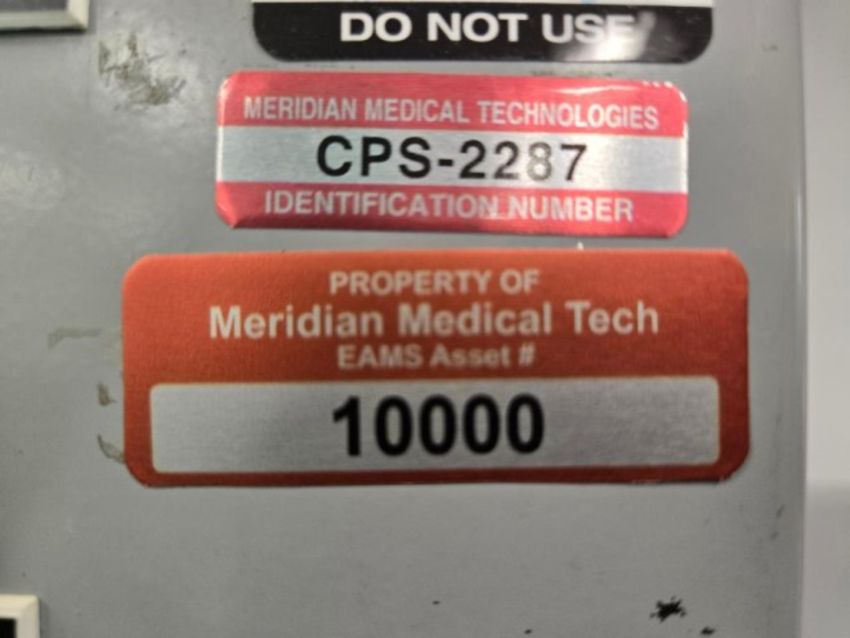 DO NOT USE
MERIDIAN MEDICAL TECHNOLOGIES
CPS-2287
IDENTIFICATION NUMBER
PROPERTY OF
Meridian Medical Tech
EAMS Asset #
10000